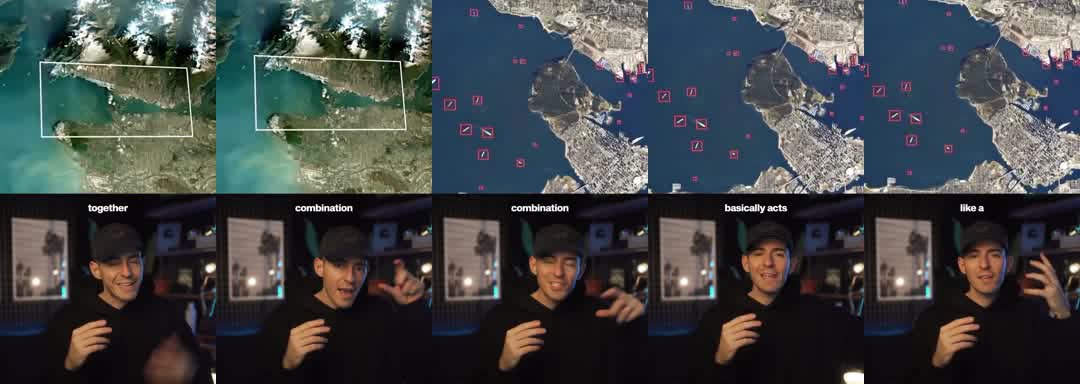 together
combination
combination
basically acts
like a